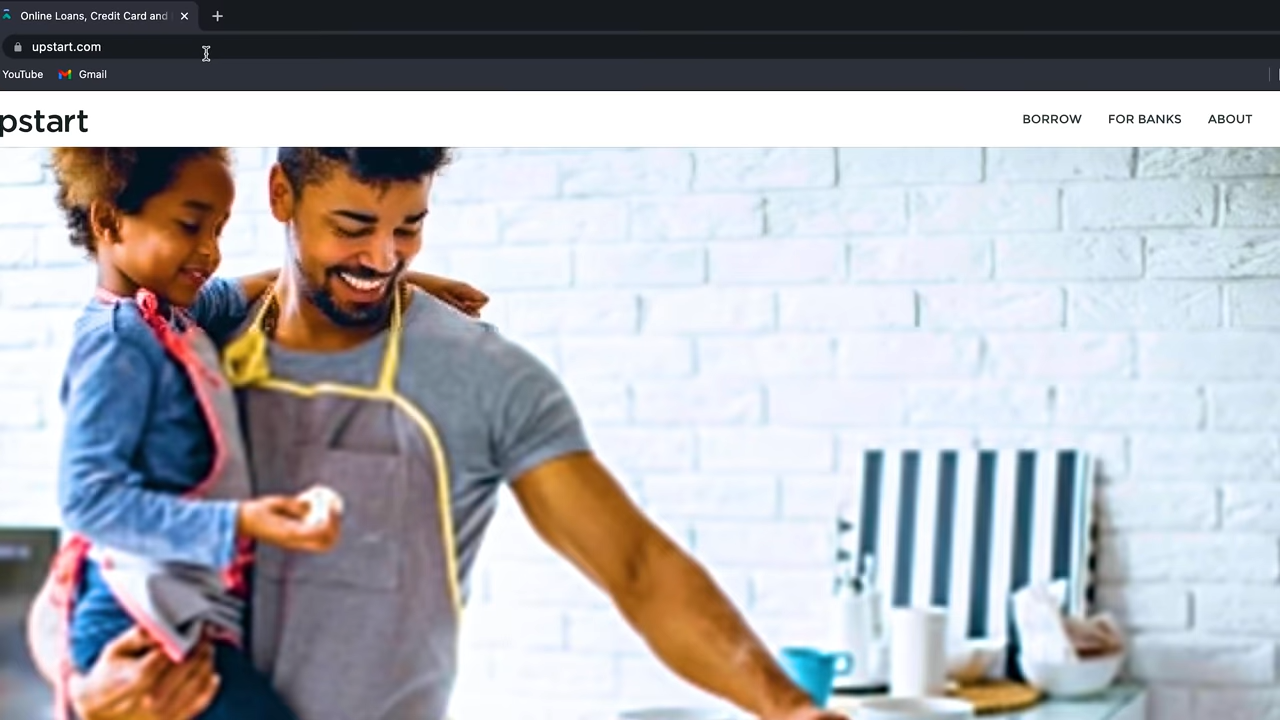 Online Loans, Credit Card and
upstart.com
YouTube
Gmail
pstart
BORROW
FOR BANKS
ABOUT